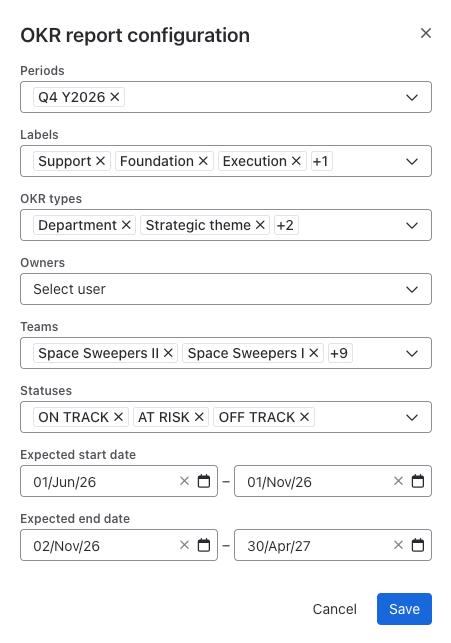 OKR report configuration
Periods
Q4 Y2026
Labels
Support Foundation Execution +1
OKR types
Department Strategic theme +2
Owners
Select user
Teams
Space Sweepers II Space Sweepers I +9
Statuses
ON TRACK AT RISK OFF TRACK
Expected start date
01/Jun/26 – 01/Nov/26
Expected end date
02/Nov/26 – 30/Apr/27
Cancel Save